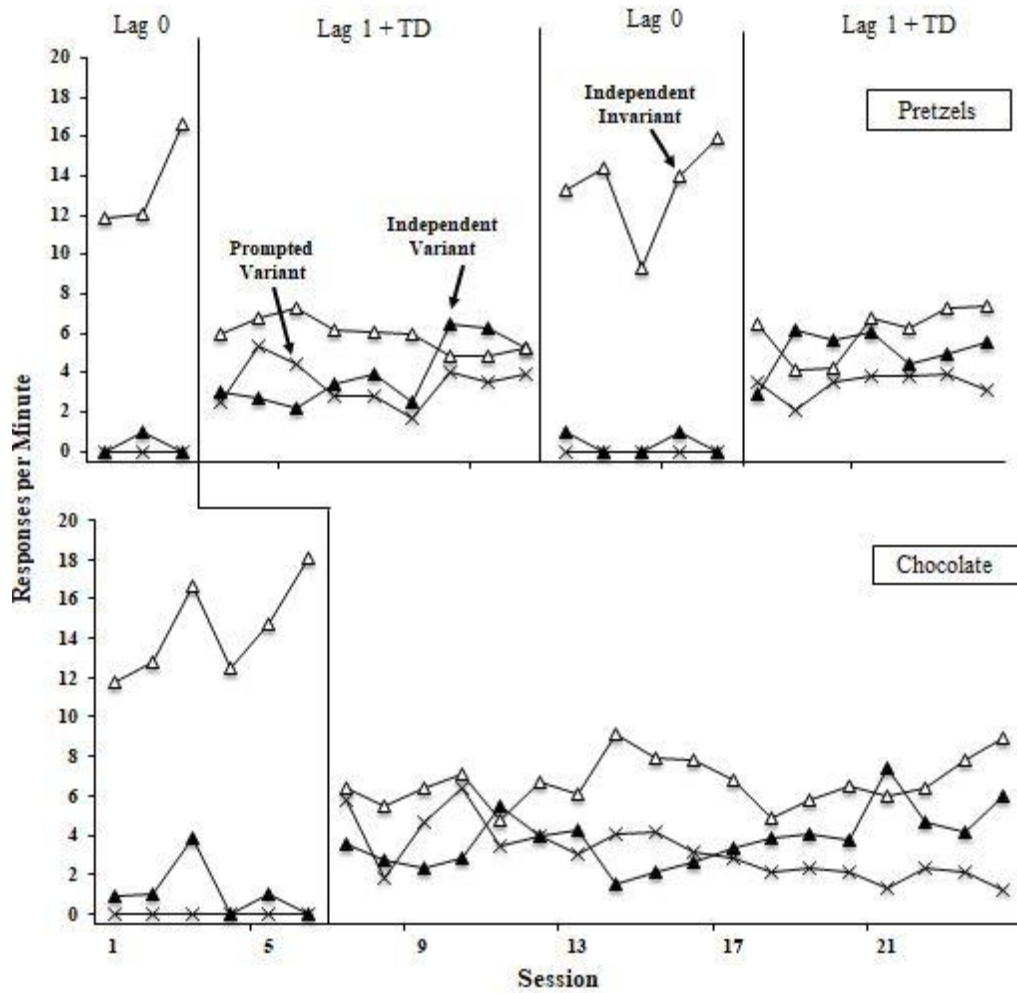 Lag 0
Lag 1 + TD
Lag 0
Lag 1 + TD
20
18
16
14
12
10
8
6
4
2
0
Pretzels
Independent
Invariant
Independent
Variant
Prompted
Variant
Responses per Minute
20
18
16
14
12
10
8
6
4
2
0
Chocolate
1
5
9
13
17
21
Session